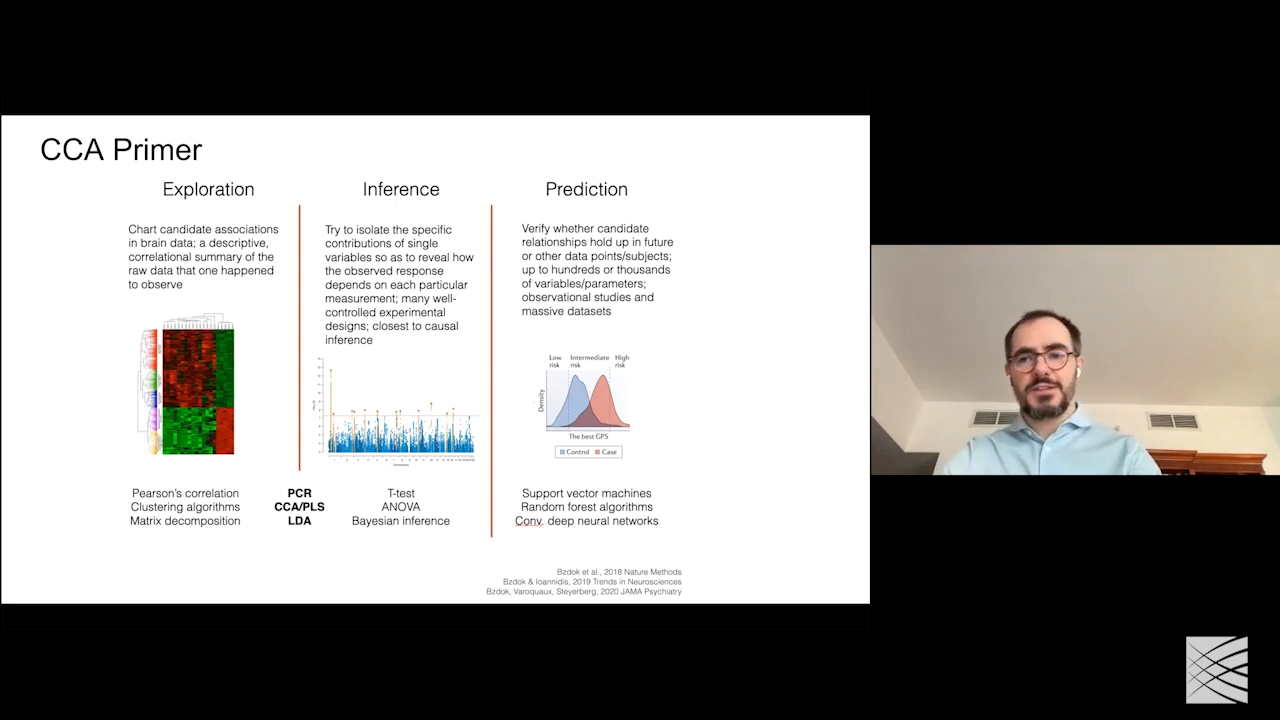 CCA Primer
Exploration
Chart candidate associations
in brain data; a descriptive,
correlational summary of the
raw data that one happened
to observe
Pearson's correlation
Clustering algorithms
Matrix decomposition
PCR
CCA/PLS
LDA
Inference
Try to isolate the specific
contributions of single
variables so as to reveal how
the observed response
depends on each particular
measurement; many well-
controlled experimental
designs; closest to causal
inference
T-test
ANOVA
Bayesian inference
Prediction
Verify whether candidate
relationships hold up in future
or other data points/subjects;
up to hundreds or thousands
of variables/parameters;
observational studies and
massive datasets
Low risk
Intermediate risk
High risk
Density
The best GPS
Control Case
Support vector machines
Random forest algorithms
Conv. deep neural networks
Bzdok et al., 2018 Nature Methods
Bzdok & Ioannidis, 2019 Trends in Neurosciences
Bzdok, Varoquaux, Steyerberg, 2020 JAMA Psychiatry